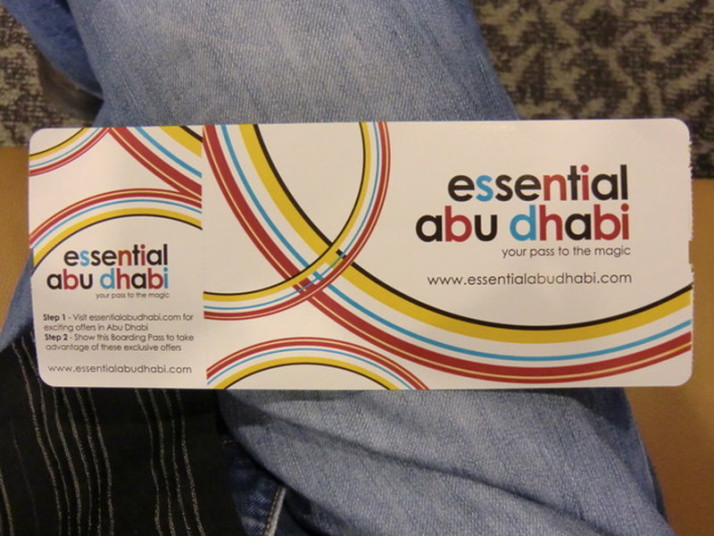 essential
abu dhabi
your pass to the magic
Step 1 - Visit essentialabudhabi.com for
exciting offers in Abu Dhabi
Step 2 - Show this Boarding Pass to take
advantage of these exclusive offers
www.essentialabudhabi.com
essential
abu dhabi
your pass to the magic
www.essentialabudhabi.com